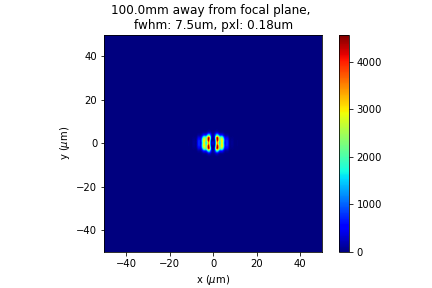 100.0mm away from focal plane,
fwhm: 7.5um, pxl: 0.18um
40
20
0
−20
−40
y (μm)
−40 −20 0 20 40
x (μm)
4000
3000
2000
1000
0